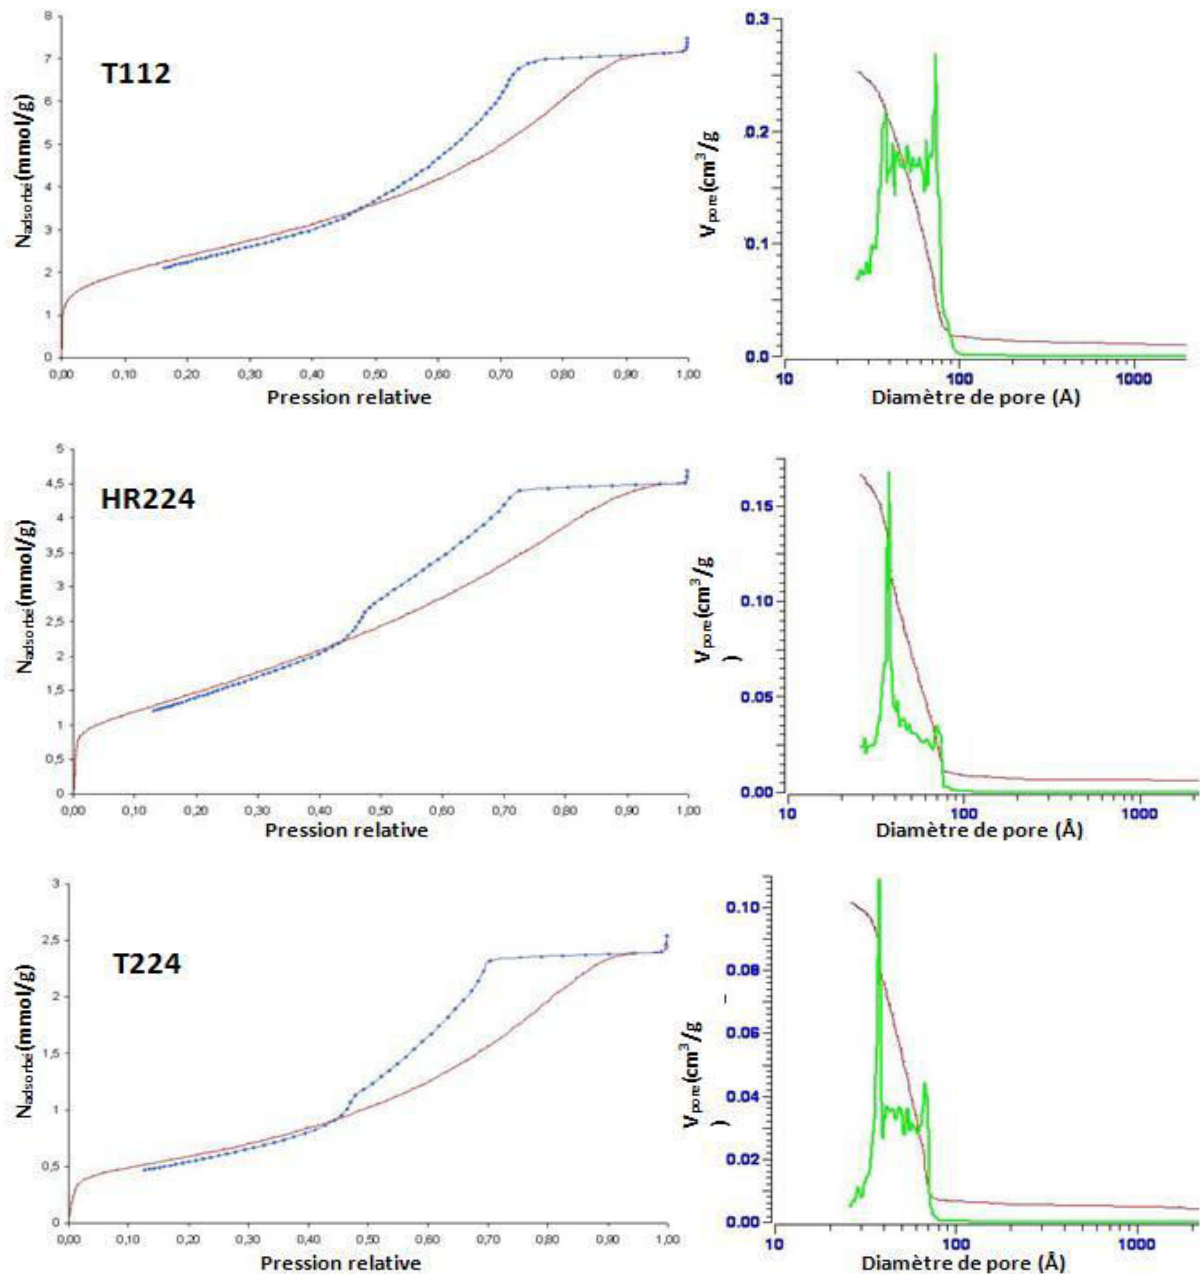 T112
N adsorbé (mmol/g)
8
7
6
5
4
3
2
1
0
0,00 0,10 0,20 0,30 0,40 0,50 0,60 0,70 0,80 0,90 1,00
Pression relative
V pore (cm³/g
0.3
0.2
0.1
0.0
10 100 1000
Diamètre de pore (Å)
HR224
N adsorbé (mmol/g)
5
4,5
4
3,5
3
2,5
2
1,5
1
0,5
0
0,00 0,10 0,20 0,30 0,40 0,50 0,60 0,70 0,80 0,90 1,00
Pression relative
V pore (cm³/g
)
0.15
0.10
0.05
0.00
10 100 1000
Diamètre de pore (Å)
T224
N adsorbé (mmol/g)
3
2,5
2
1,5
1
0,5
0
0,00 0,10 0,20 0,30 0,40 0,50 0,60 0,70 0,80 0,90 1,00
Pression relative
V pore (cm³/g
)
0.10
0.08
0.06
0.04
0.02
0.00
10 100 1000
Diamètre de pore (Å)